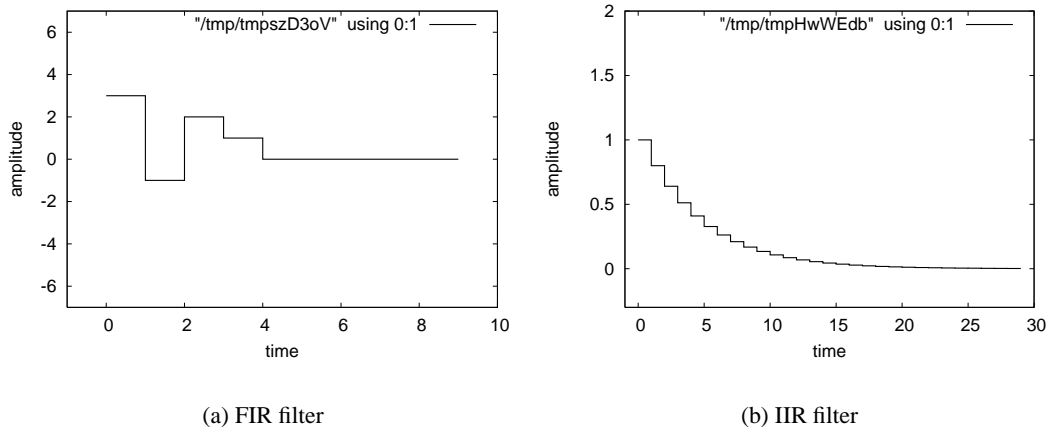 "/tmp/tmpszD3oV"  using 0:1
6
4
2
0
-2
-4
-6
amplitude
0 2 4 6 8 10
time
(a) FIR filter
"/tmp/tmpHwWEdb"  using 0:1
2
1.5
1
0.5
0
amplitude
0 5 10 15 20 25 30
time
(b) IIR filter